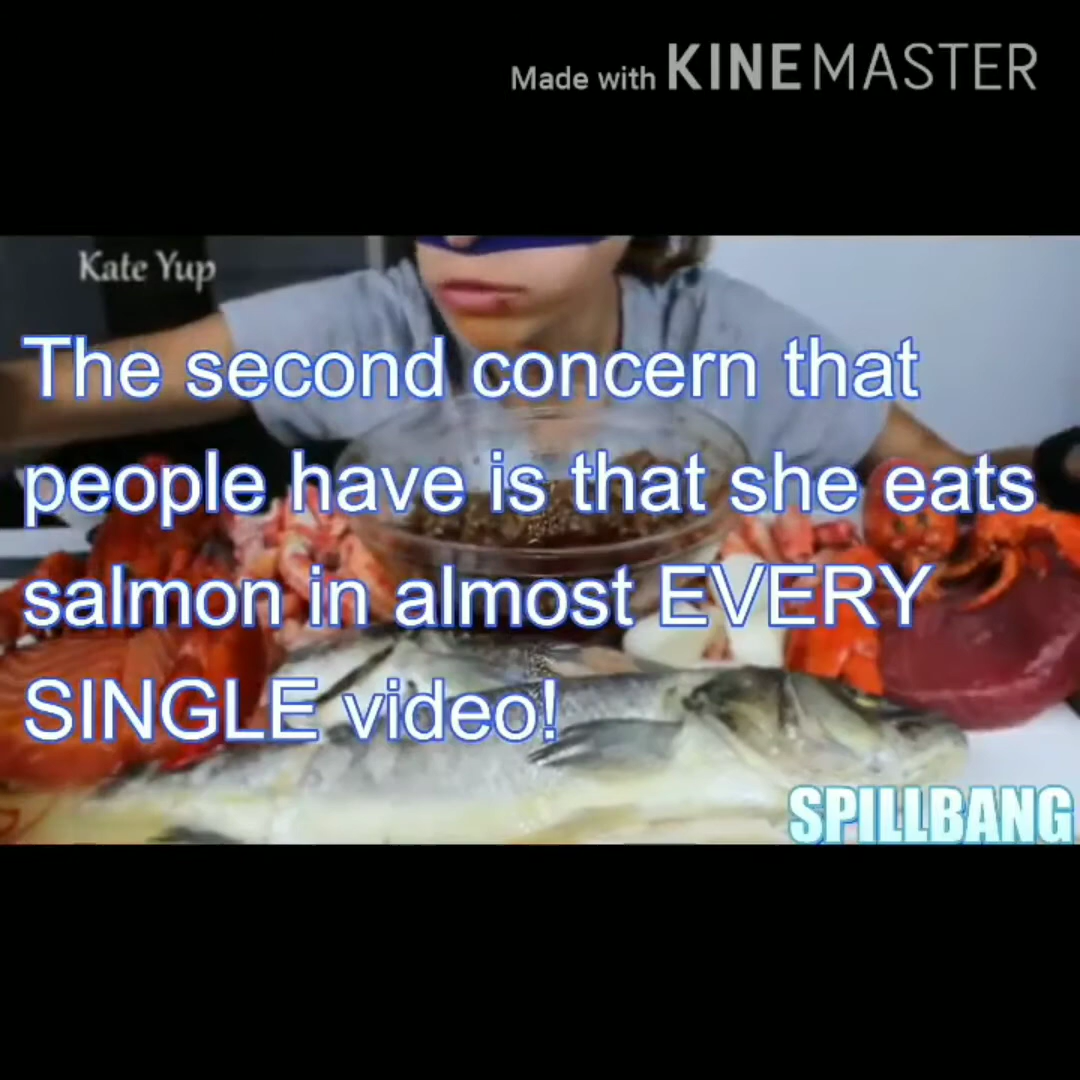 Made with KINEMASTER
Kate Yup
The second concern that
people have is that she eats
salmon in almost EVERY
SINGLE video!
SPILLBANG